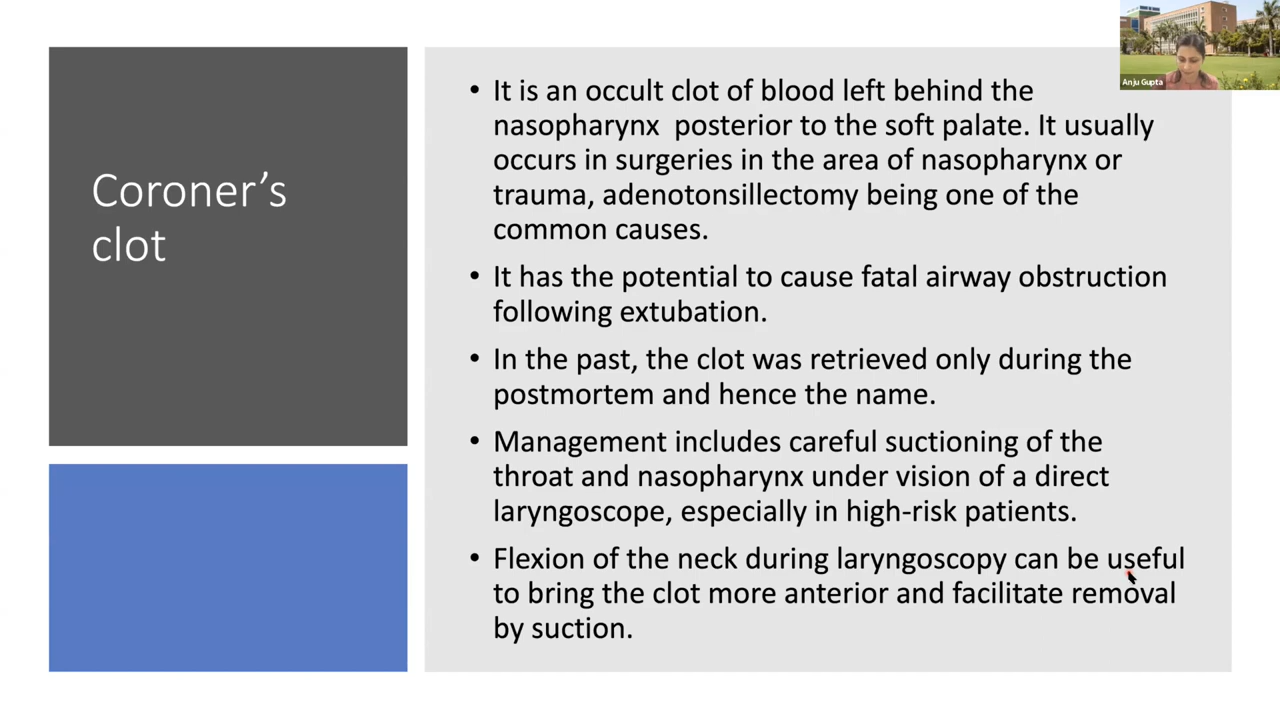 Coroner's
clot
• It is an occult clot of blood left behind the
nasopharynx  posterior to the soft palate. It usually
occurs in surgeries in the area of nasopharynx or
trauma, adenotonsillectomy being one of the
common causes.
• It has the potential to cause fatal airway obstruction
following extubation.
• In the past, the clot was retrieved only during the
postmortem and hence the name.
• Management includes careful suctioning of the
throat and nasopharynx under vision of a direct
laryngoscope, especially in high-risk patients.
• Flexion of the neck during laryngoscopy can be useful
to bring the clot more anterior and facilitate removal
by suction.
Anju Gupta